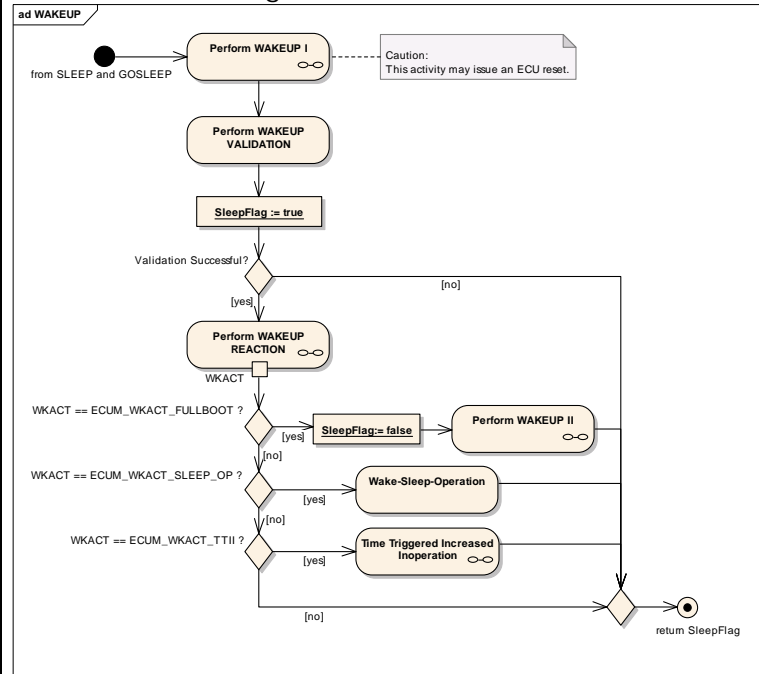 ad WAKEUP
Perform WAKEUP I
Caution:
This activity may issue an ECU reset.
from SLEEP and GOSLEEP
Perform WAKEUP
VALIDATION
SleepFlag := true
Validation Successful?
[no]
[yes]
Perform WAKEUP
REACTION
WKACT
WKACT == ECUM_WKACT_FULLBOOT ?
[yes]
SleepFlag:= false
Perform WAKEUP II
[no]
WKACT == ECUM_WKACT_SLEEP_OP ?
[yes]
Wake-Sleep-Operation
[no]
WKACT == ECUM_WKACT_TTII ?
[yes]
Time Triggered Increased
Inoperation
[no]
return SleepFlag